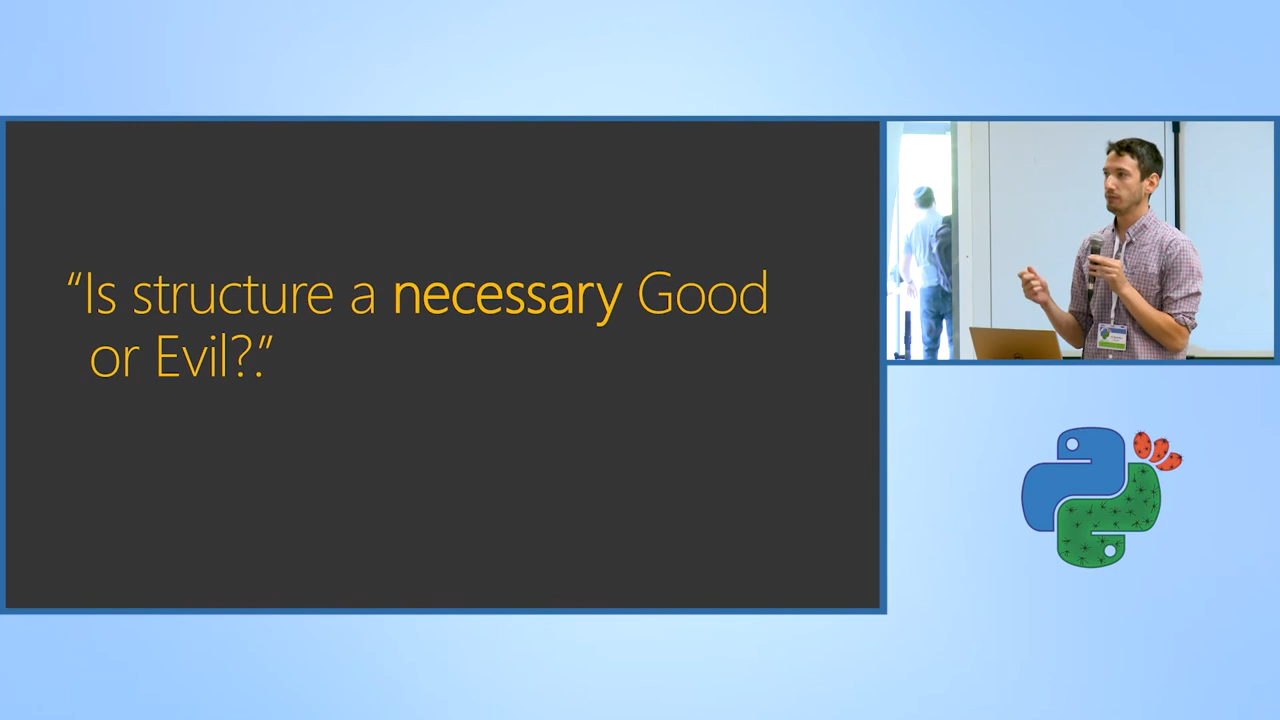 “Is structure a necessary Good
or Evil?.”